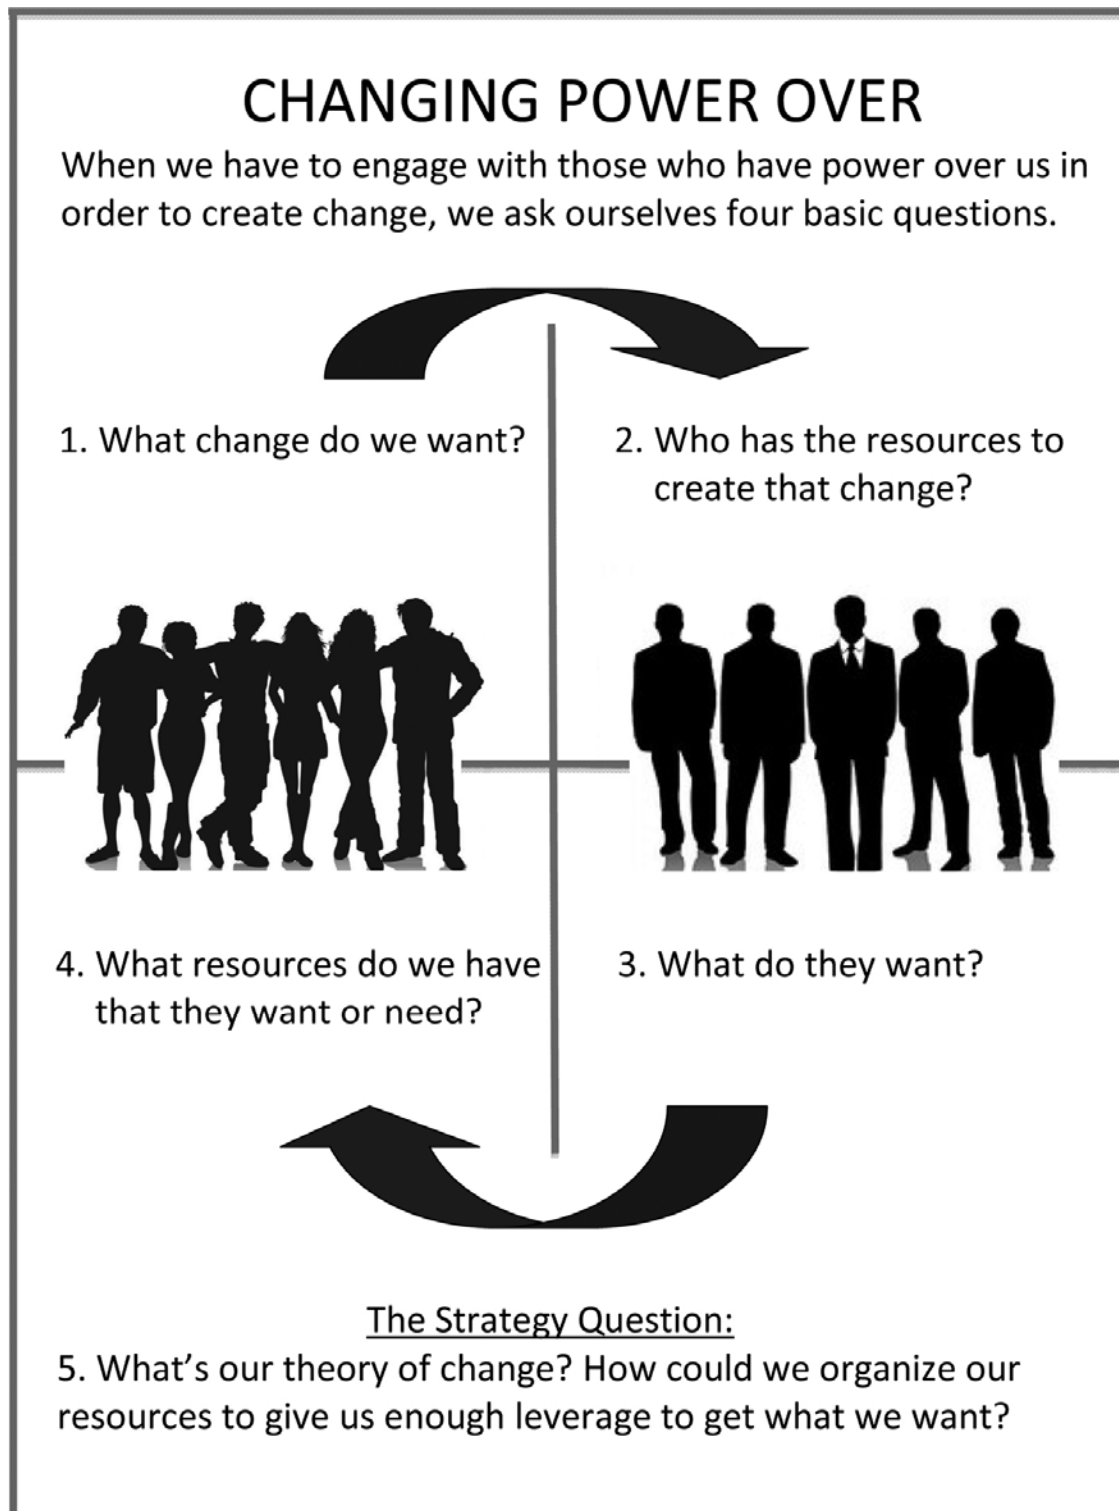 CHANGING POWER OVER
When we have to engage with those who have power over us in
order to create change, we ask ourselves four basic questions.
1. What change do we want?
2. Who has the resources to
create that change?
4. What resources do we have
that they want or need?
3. What do they want?
The Strategy Question:
5. What’s our theory of change? How could we organize our
resources to give us enough leverage to get what we want?